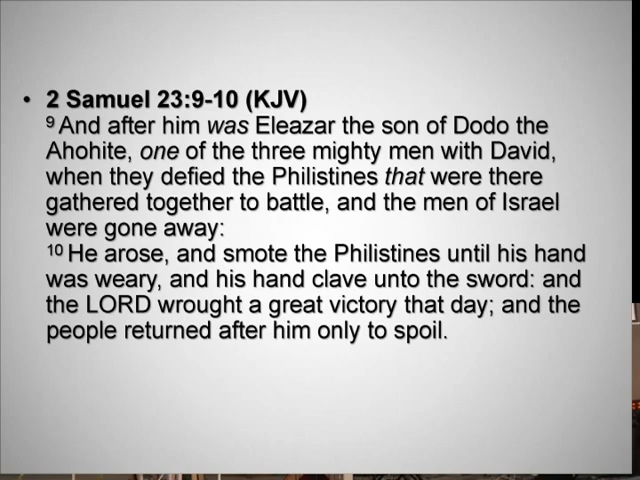 • 2 Samuel 23:9-10 (KJV)
9 And after him was Eleazar the son of Dodo the
Ahohite, one of the three mighty men with David,
when they defied the Philistines that were there
gathered together to battle, and the men of Israel
were gone away:
10 He arose, and smote the Philistines until his hand
was weary, and his hand clave unto the sword: and
the LORD wrought a great victory that day; and the
people returned after him only to spoil.